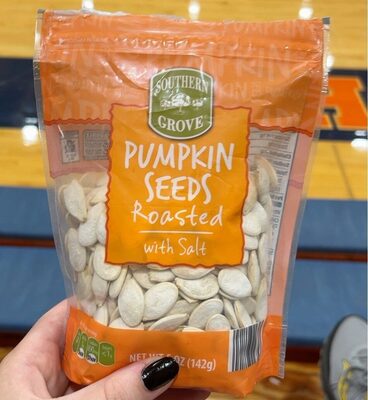 SOUTHERN
GROVE
PUMPKIN
SEEDS
Roasted
with Salt
NET WT 5 OZ (142g)